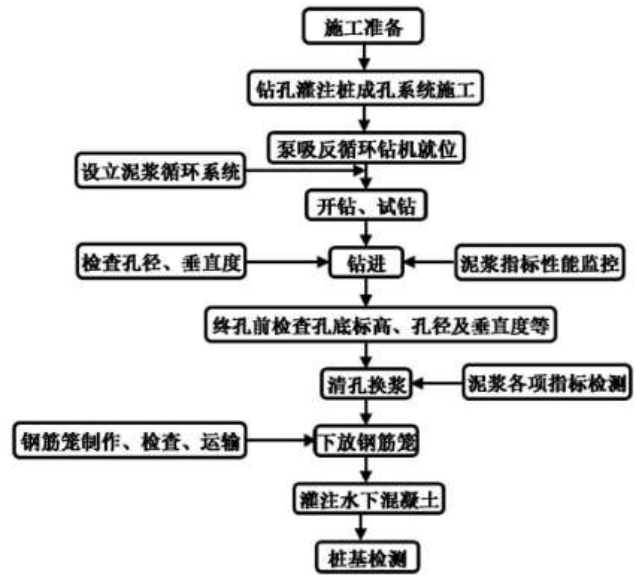 施工准备
钻孔灌注桩成孔系统施工
泵吸反循环钻机就位
设立泥浆循环系统
开钻、试钻
检查孔径、垂直度
钻进
泥浆指标性能监控
终孔前检查孔底标高、孔径及垂直度等
清孔换浆
泥浆各项指标检测
钢筋笼制作、检查、运输
下放钢筋笼
灌注水下混凝土
桩基检测